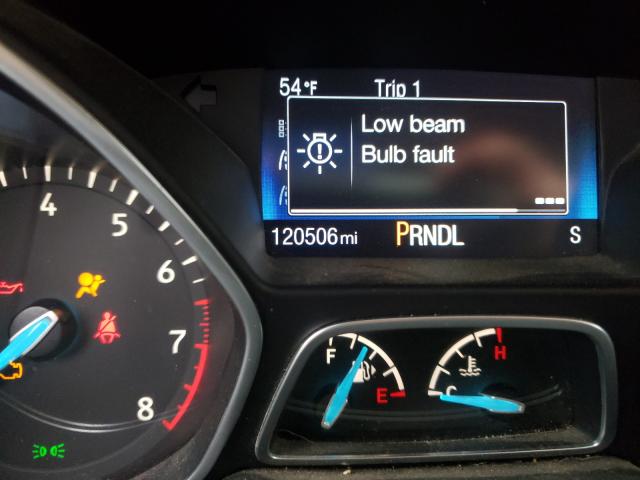 54°F Trip 1
Low beam
Bulb fault
120506mi PRNDL S
4
5
6
7
8
F
E
H
C